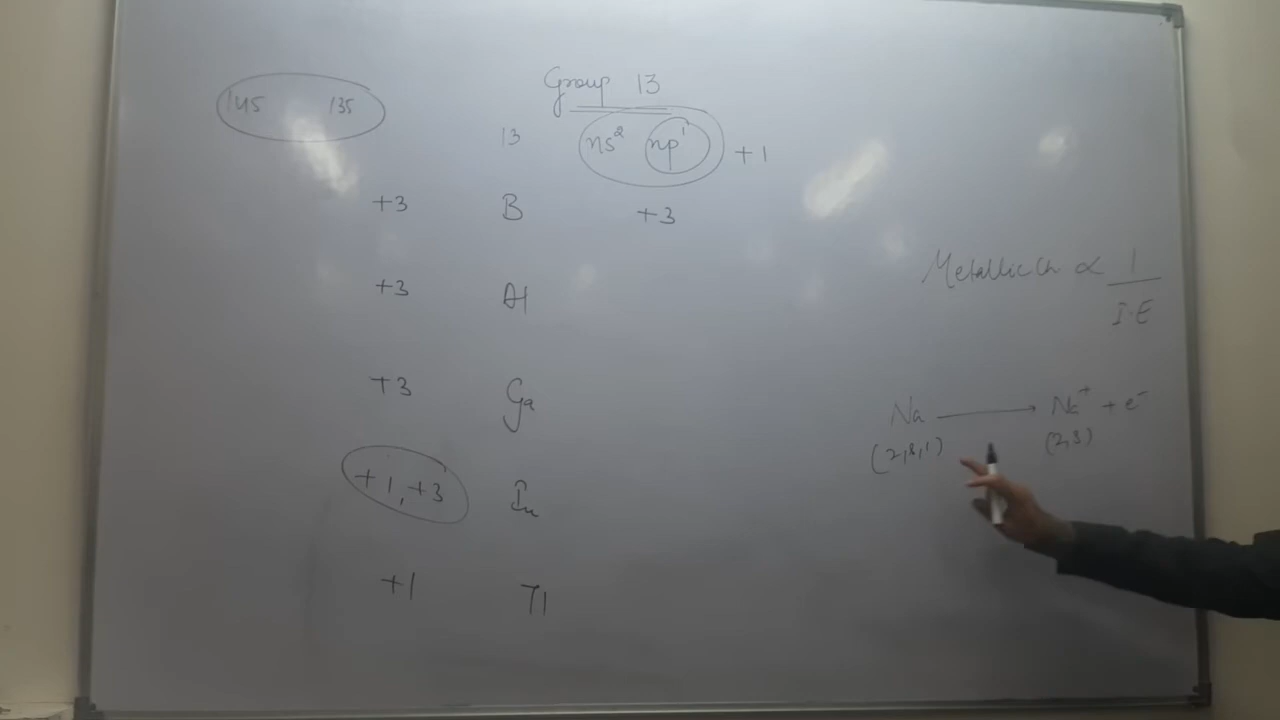 Group 13
145 135
13 ns² np¹ +1
+3 B +3
+3 Al
+3 Ga
+1, +3 In
+1 Tl
Metallic Ch ∝ 1 / I.E
Na ⟶ Na⁺ + e⁻
(2,8,1) (2,8)